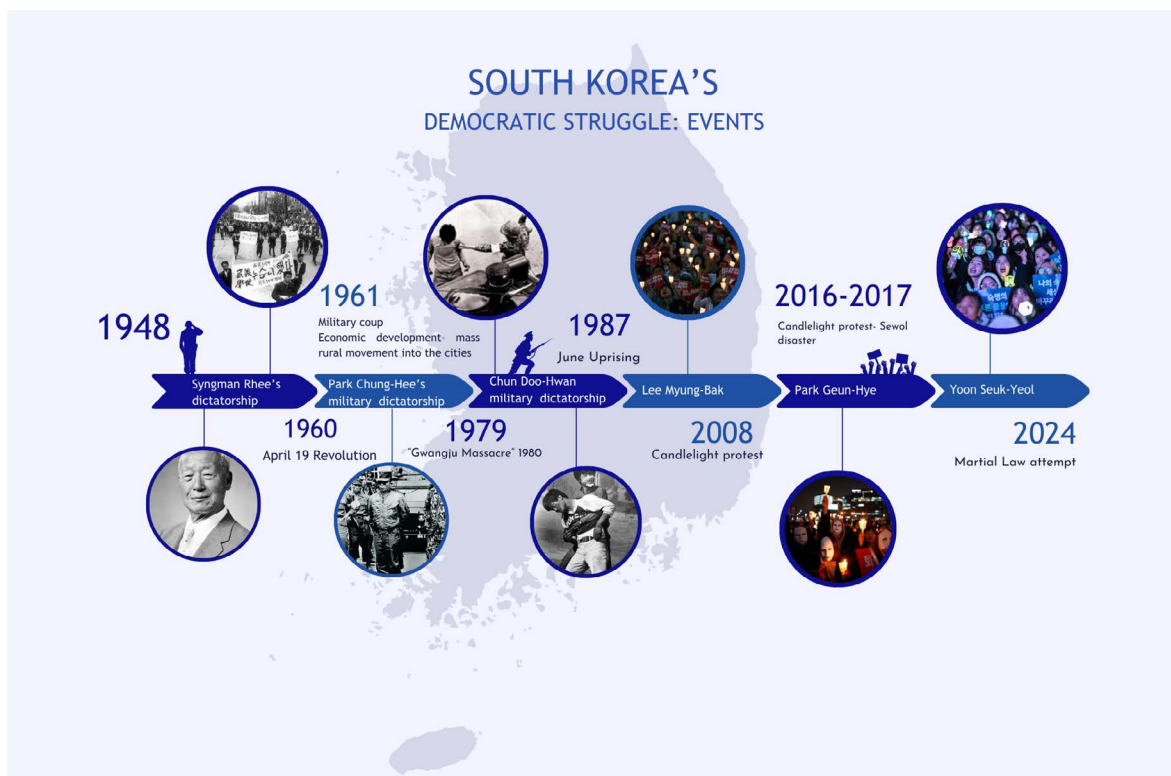 SOUTH KOREA'S
DEMOCRATIC STRUGGLE: EVENTS
1948
Syngman Rhee's
dictatorship
1960
April 19 Revolution
1961
Military coup
Economic development- mass
rural movement into the cities
Park Chung-Hee's
military dictatorship
1979
"Gwangju Massacre" 1980
Chun Doo-Hwan
military dictatorship
1987
June Uprising
Lee Myung-Bak
2008
Candlelight protest
2016-2017
Candlelight protest- Sewol
disaster
Park Geun-Hye
Yoon Seuk-Yeol
2024
Martial Law attempt